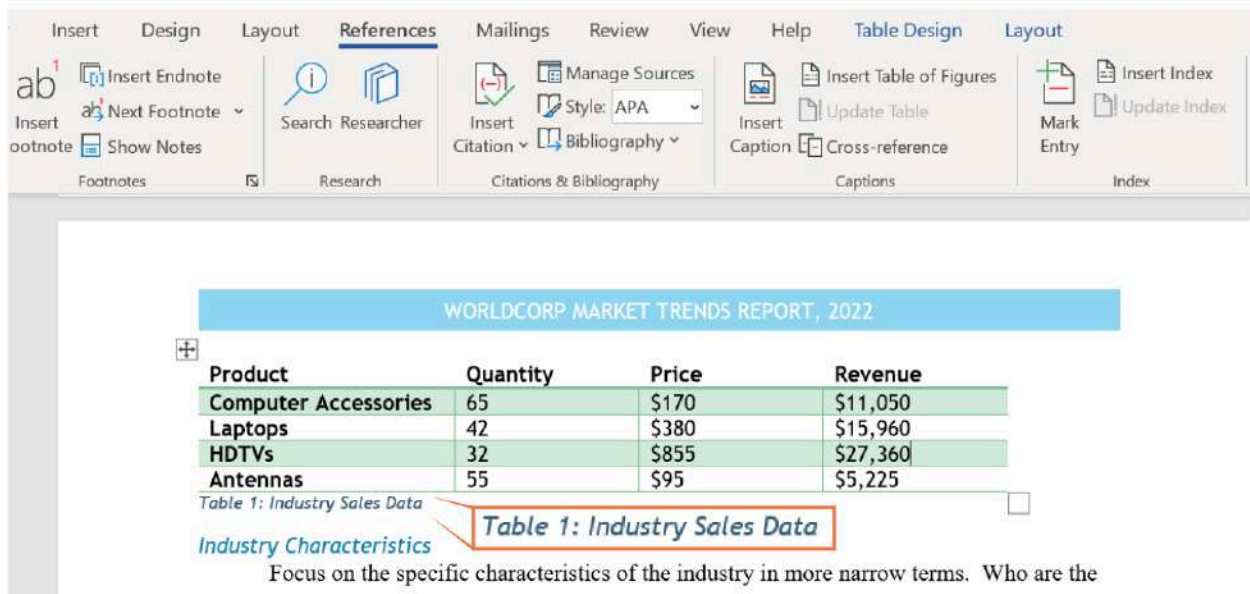 Insert Design Layout References Mailings Review View Help Table Design Layout
ab1 Insert Endnote Manage Sources Insert Table of Figures Insert Index
ab1 Next Footnote Style: APA Update Table Update Index
Insert Search Researcher Insert Insert Mark
ootnote Show Notes Citation Bibliography Caption Cross-reference Entry
Footnotes Research Citations & Bibliography Captions Index
WORLDCORP MARKET TRENDS REPORT, 2022
Product Quantity Price Revenue
Computer Accessories 65 $170 $11,050
Laptops 42 $380 $15,960
HDTVs 32 $855 $27,360
Antennas 55 $95 $5,225
Table 1: Industry Sales Data
Table 1: Industry Sales Data
Industry Characteristics
Focus on the specific characteristics of the industry in more narrow terms. Who are the